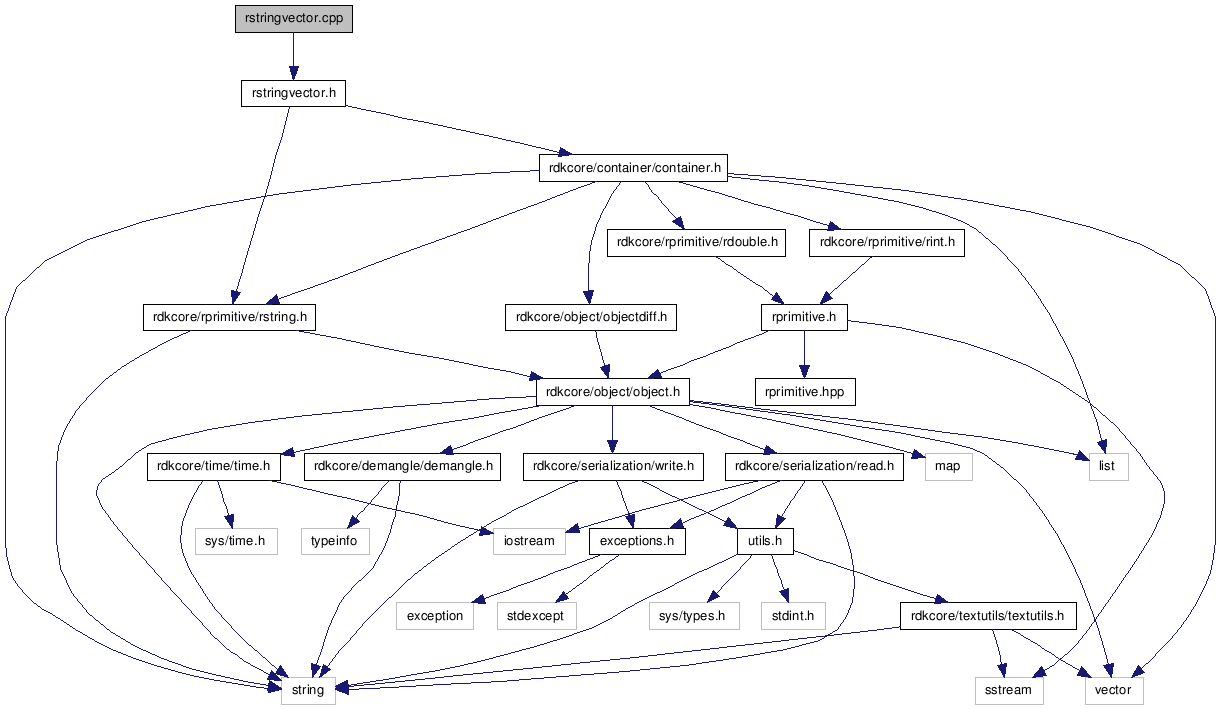 rstringvector.cpp
rstringvector.h
rdkcore/container/container.h
rdkcore/rprimitive/rdouble.h
rdkcore/rprimitive/rint.h
rdkcore/rprimitive/rstring.h
rdkcore/object/objectdiff.h
rprimitive.h
rdkcore/object/object.h
rprimitive.hpp
rdkcore/time/time.h
rdkcore/demangle/demangle.h
rdkcore/serialization/write.h
rdkcore/serialization/read.h
map
list
sys/time.h
typeinfo
iostream
exceptions.h
utils.h
exception
stdexcept
sys/types.h
stdint.h
rdkcore/textutils/textutils.h
string
sstream
vector